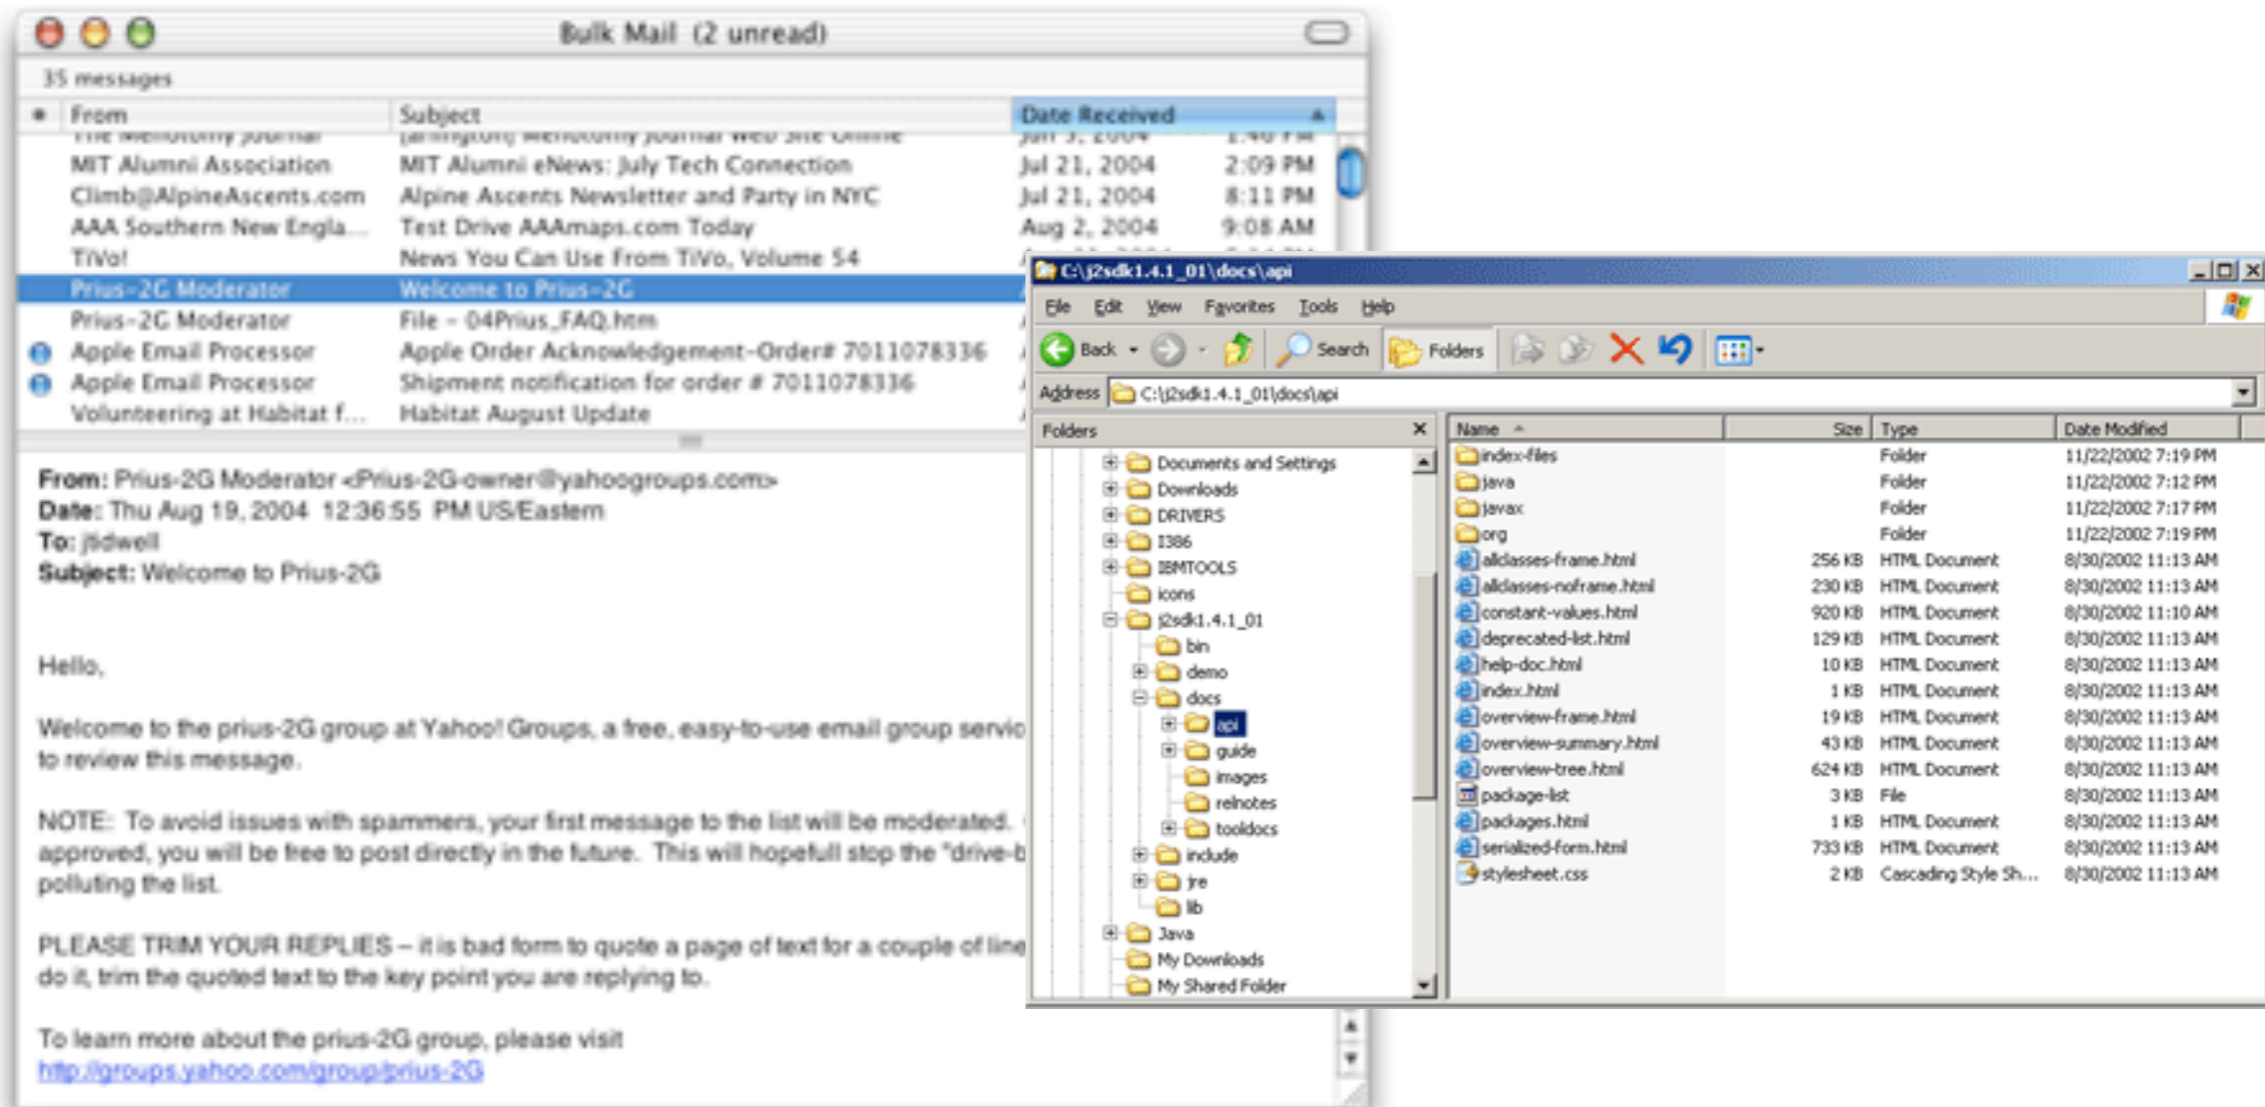 Bulk Mail (2 unread)
35 messages
From Subject Date Received
The Menotomy Journal [arlington] Menotomy Journal Web Site Online Jun 3, 2004 1:40 PM
MIT Alumni Association MIT Alumni eNews: July Tech Connection Jul 21, 2004 2:09 PM
Climb@AlpineAscents.com Alpine Ascents Newsletter and Party in NYC Jul 21, 2004 8:11 PM
AAA Southern New Engla... Test Drive AAAmaps.com Today Aug 2, 2004 9:08 AM
TiVo! News You Can Use From TiVo, Volume 54
Prius-2G Moderator Welcome to Prius-2G
Prius-2G Moderator File - 04Prius_FAQ.htm
Apple Email Processor Apple Order Acknowledgement-Order# 7011078336
Apple Email Processor Shipment notification for order # 7011078336
Volunteering at Habitat f... Habitat August Update
From: Prius-2G Moderator <Prius-2G-owner@yahoogroups.com>
Date: Thu Aug 19, 2004 12:36:55 PM US/Eastern
To: jtidwell
Subject: Welcome to Prius-2G
Hello,
Welcome to the prius-2G group at Yahoo! Groups, a free, easy-to-use email group servic
to review this message.
NOTE: To avoid issues with spammers, your first message to the list will be moderated.
approved, you will be free to post directly in the future. This will hopefull stop the "drive-b
polluting the list.
PLEASE TRIM YOUR REPLIES – it is bad form to quote a page of text for a couple of line
do it, trim the quoted text to the key point you are replying to.
To learn more about the prius-2G group, please visit
http://groups.yahoo.com/group/prius-2G
C:\j2sdk1.4.1_01\docs\api
File Edit View Favorites Tools Help
Back Search Folders
Address C:\j2sdk1.4.1_01\docs\api
Folders
Documents and Settings
Downloads
DRIVERS
I386
IBMTOOLS
icons
j2sdk1.4.1_01
bin
demo
docs
api
guide
images
relnotes
tooldocs
include
jre
lib
Java
My Downloads
My Shared Folder
Name Size Type Date Modified
index-files Folder 11/22/2002 7:19 PM
java Folder 11/22/2002 7:12 PM
javax Folder 11/22/2002 7:17 PM
org Folder 11/22/2002 7:19 PM
allclasses-frame.html 256 KB HTML Document 8/30/2002 11:13 AM
allclasses-noframe.html 230 KB HTML Document 8/30/2002 11:13 AM
constant-values.html 920 KB HTML Document 8/30/2002 11:10 AM
deprecated-list.html 129 KB HTML Document 8/30/2002 11:13 AM
help-doc.html 10 KB HTML Document 8/30/2002 11:13 AM
index.html 1 KB HTML Document 8/30/2002 11:13 AM
overview-frame.html 19 KB HTML Document 8/30/2002 11:13 AM
overview-summary.html 43 KB HTML Document 8/30/2002 11:13 AM
overview-tree.html 624 KB HTML Document 8/30/2002 11:13 AM
package-list 3 KB File 8/30/2002 11:13 AM
packages.html 1 KB HTML Document 8/30/2002 11:13 AM
serialized-form.html 733 KB HTML Document 8/30/2002 11:13 AM
stylesheet.css 2 KB Cascading Style Sh... 8/30/2002 11:13 AM